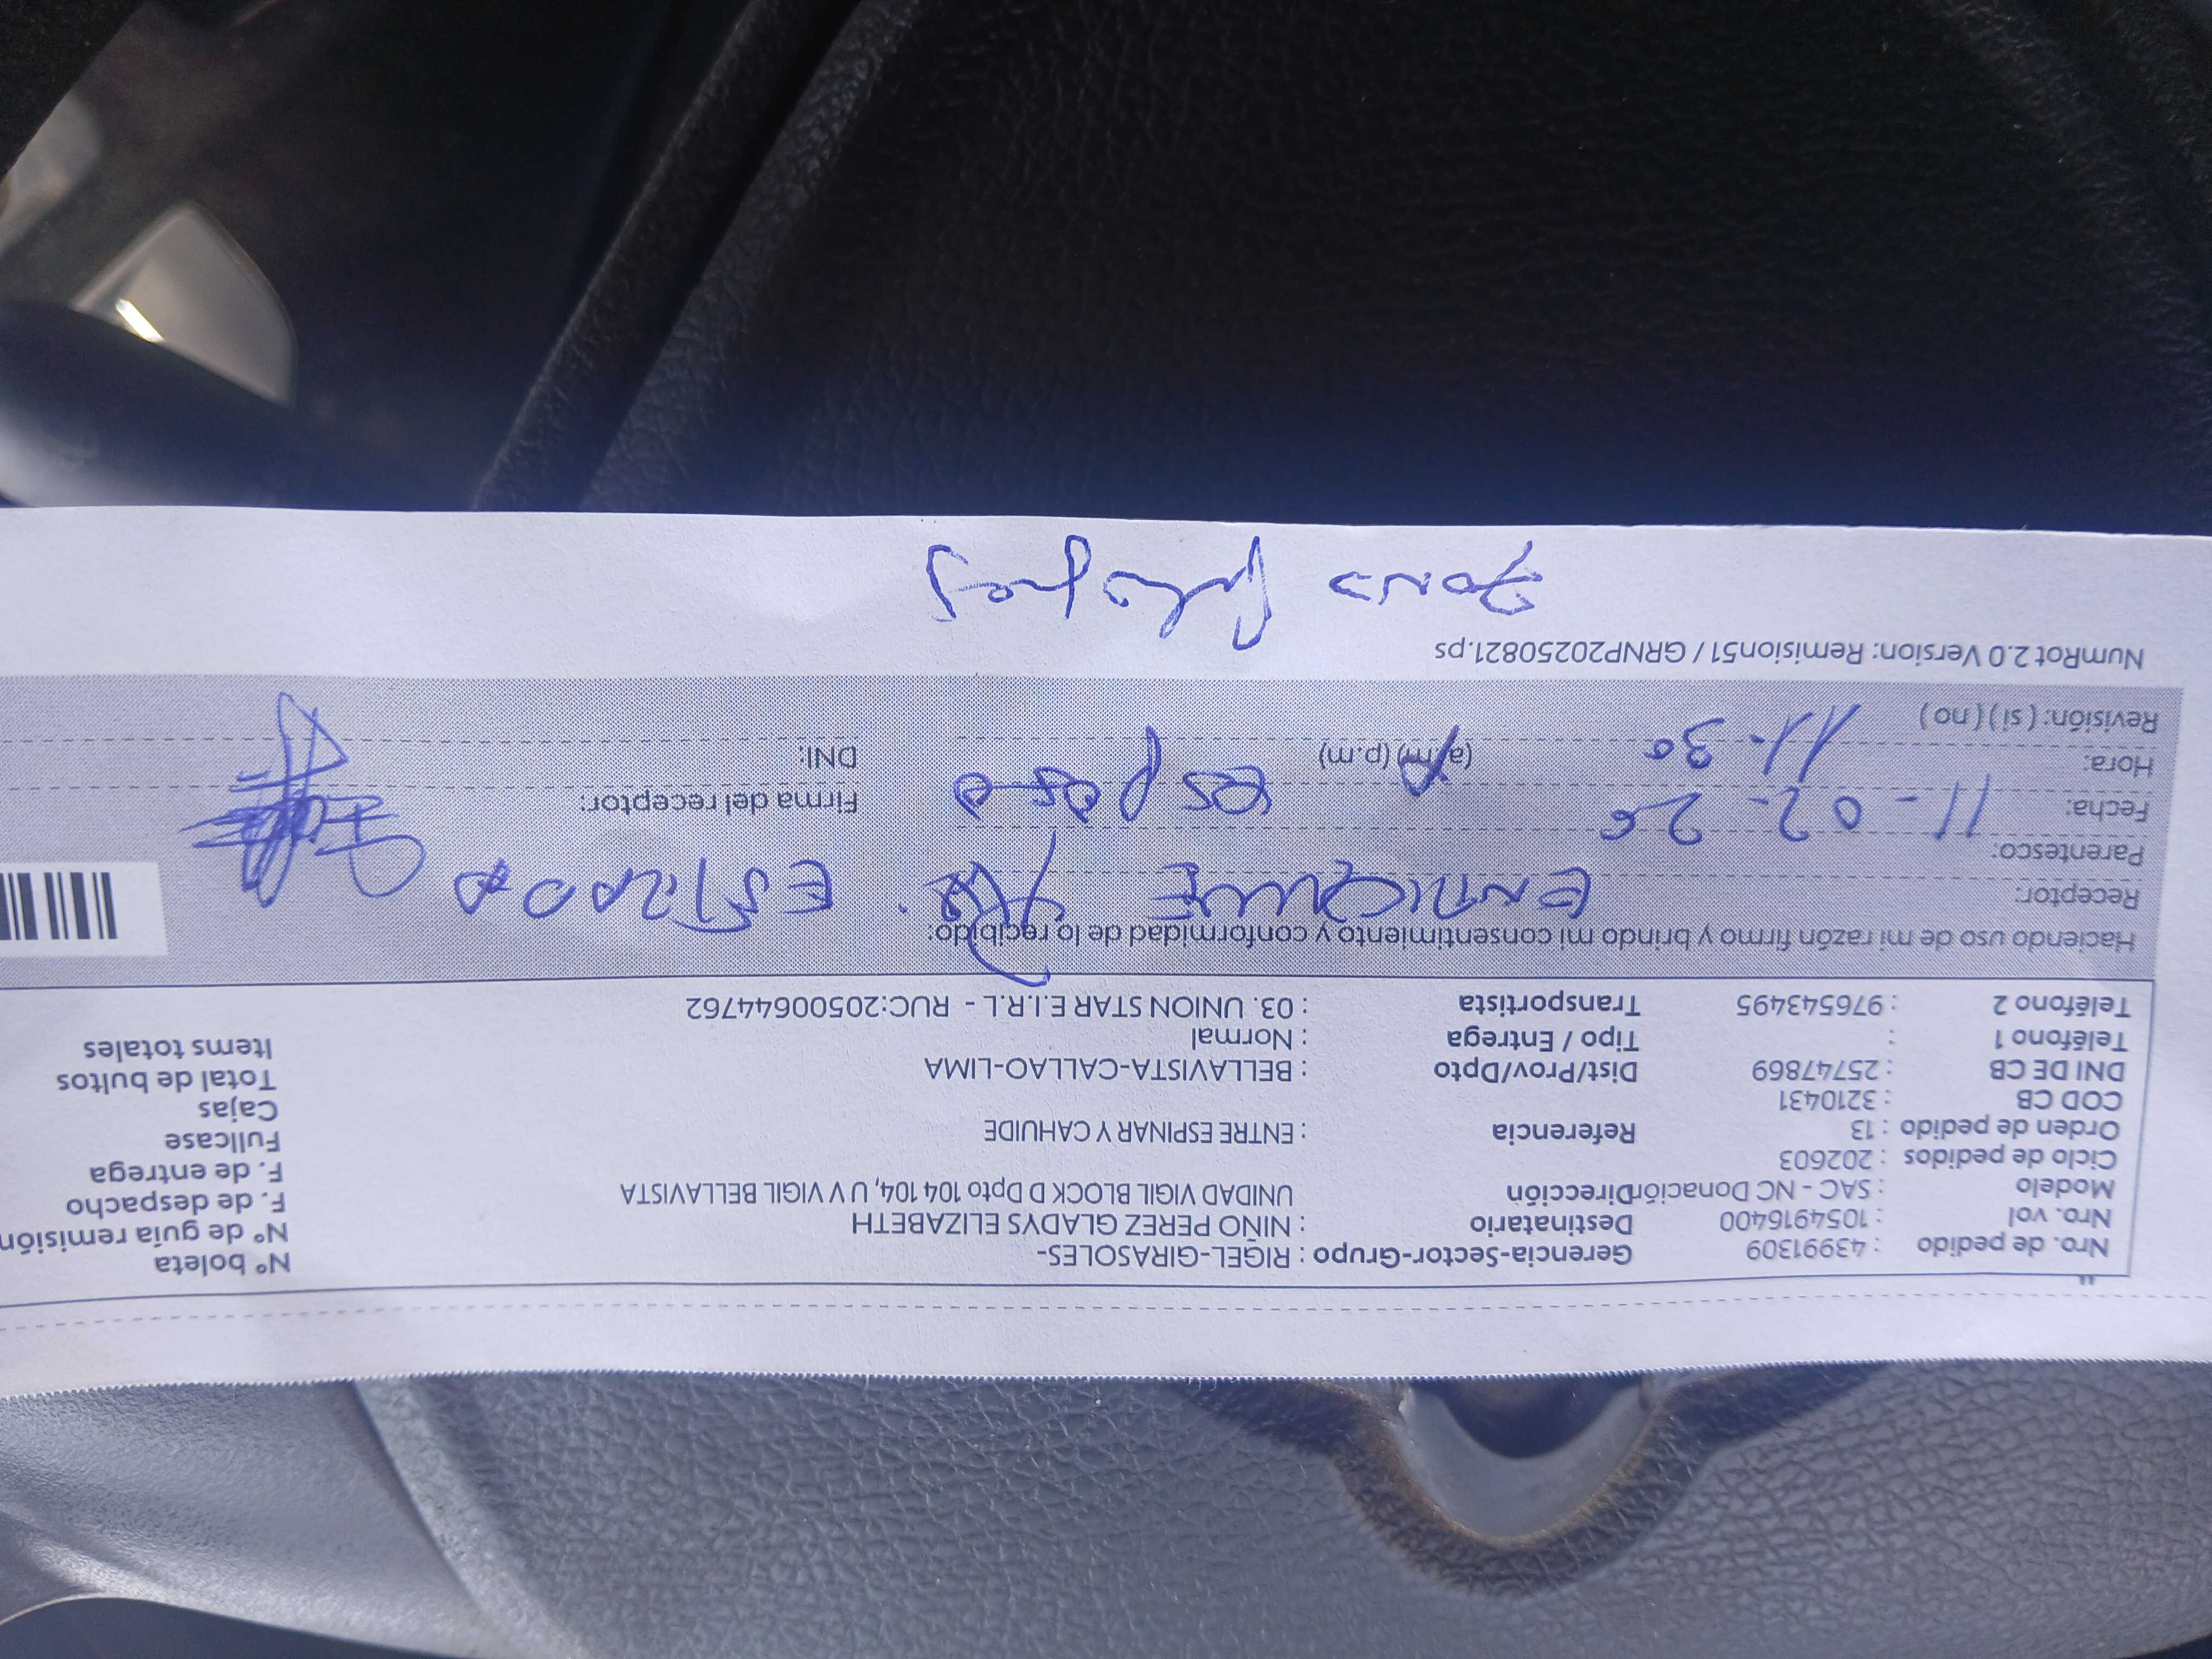 Nro. de pedido : 43991309 Gerencia-Sector-Grupo : RIGEL-GIRASOLES- N° boleta
Nro. vol : 1054916400 Destinatario : NIÑO PEREZ GLADYS ELIZABETH N° de guía remisión
Modelo : SAC - NC Donación Dirección UNIDAD VIGIL BLOCK D Dpto 104 104, U V VIGIL BELLAVISTA F. de despacho
Ciclo de pedidos : 202603 F. de entrega
Orden de pedido : 13 Referencia : ENTRE ESPINAR Y CAHUIDE Fullcase
COD CB : 3210431 Cajas
DNI DE CB : 25747869 Dist/Prov/Dpto : BELLAVISTA-CALLAO-LIMA Total de bultos
Teléfono 1 : Tipo / Entrega : Normal Items totales
Teléfono 2 : 976543495 Transportista : 03. UNION STAR E.I.R.L - RUC:20500644762
Haciendo uso de mi razón firmo y brindo mi consentimiento y conformidad de lo recibido:
Receptor: ENRIQUE ESTRADA
Parentesco:
Fecha: 11-02-26 esposo Firma del receptor:
Hora: 11-30 (a.m) (p.m) DNI:
Revisión: ( si ) ( no )
NumRot 2.0 Version: Remision51 / GRNP20250821.ps
Zona